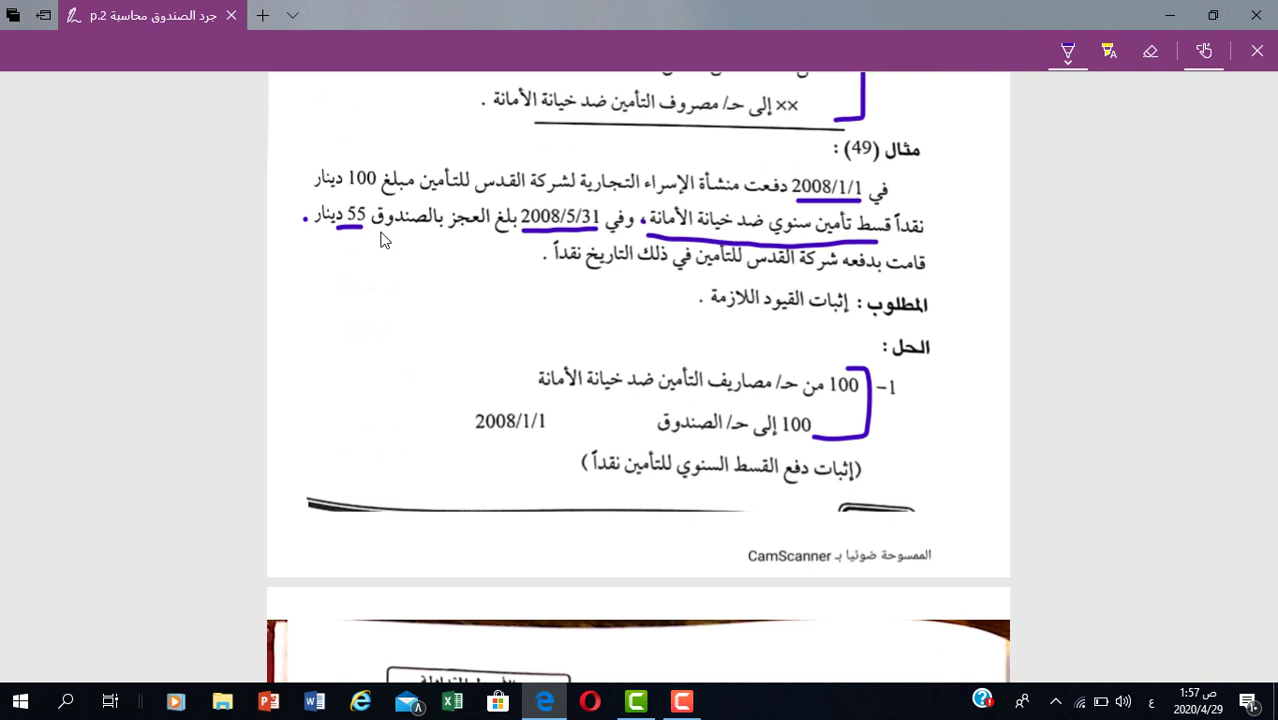 جرد الصندوق محاسبة p.2
×× إلى حـ/ مصروف التأمين ضد خيانة الأمانة .
مثال (49) :
في 2008/1/1 دفعت منشأة الإسراء التجارية لشركة القدس للتأمين مبلغ 100 دينار
نقداً قسط تأمين سنوي ضد خيانة الأمانة . وفي 2008/5/31 بلغ العجز بالصندوق 55 دينار .
قامت بدفعه شركة القدس للتأمين في ذلك التاريخ نقداً .
المطلوب : إثبات القيود اللازمة .
الحل :
1- 100 من حـ/ مصاريف التأمين ضد خيانة الأمانة
100 إلى حـ/ الصندوق 2008/1/1
(إثبات دفع القسط السنوي للتأمين نقداً)
الممسوحة ضوئيا بـ CamScanner
ع
1:57 ص
2020/4/29